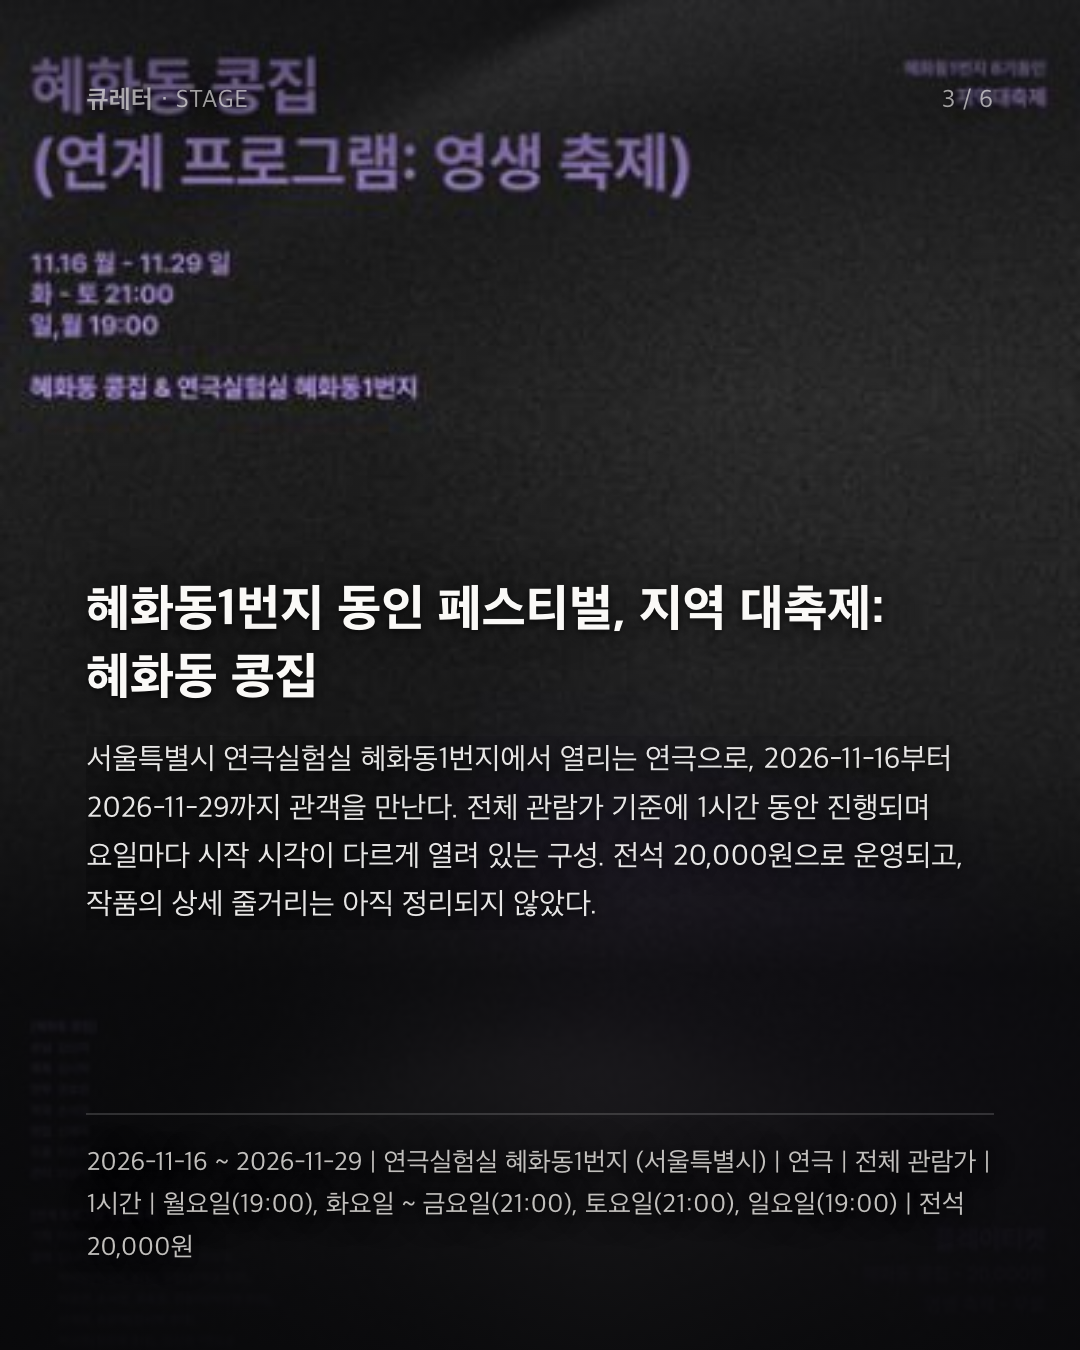 혜화동 콩집
큐레터 · STAGE
3 / 6
대축제
(연계 프로그램: 영생 축제)
11.16 월 - 11.29 일
화 - 토 21:00
일,월 19:00
혜화동 콩집 & 연극실험실 혜화동1번지
혜화동1번지 동인 페스티벌, 지역 대축제:
혜화동 콩집
서울특별시 연극실험실 혜화동1번지에서 열리는 연극으로, 2026-11-16부터
2026-11-29까지 관객을 만난다. 전체 관람가 기준에 1시간 동안 진행되며
요일마다 시작 시각이 다르게 열려 있는 구성. 전석 20,000원으로 운영되고,
작품의 상세 줄거리는 아직 정리되지 않았다.
2026-11-16 ~ 2026-11-29 | 연극실험실 혜화동1번지 (서울특별시) | 연극 | 전체 관람가 |
1시간 | 월요일(19:00), 화요일 ~ 금요일(21:00), 토요일(21:00), 일요일(19:00) | 전석
20,000원